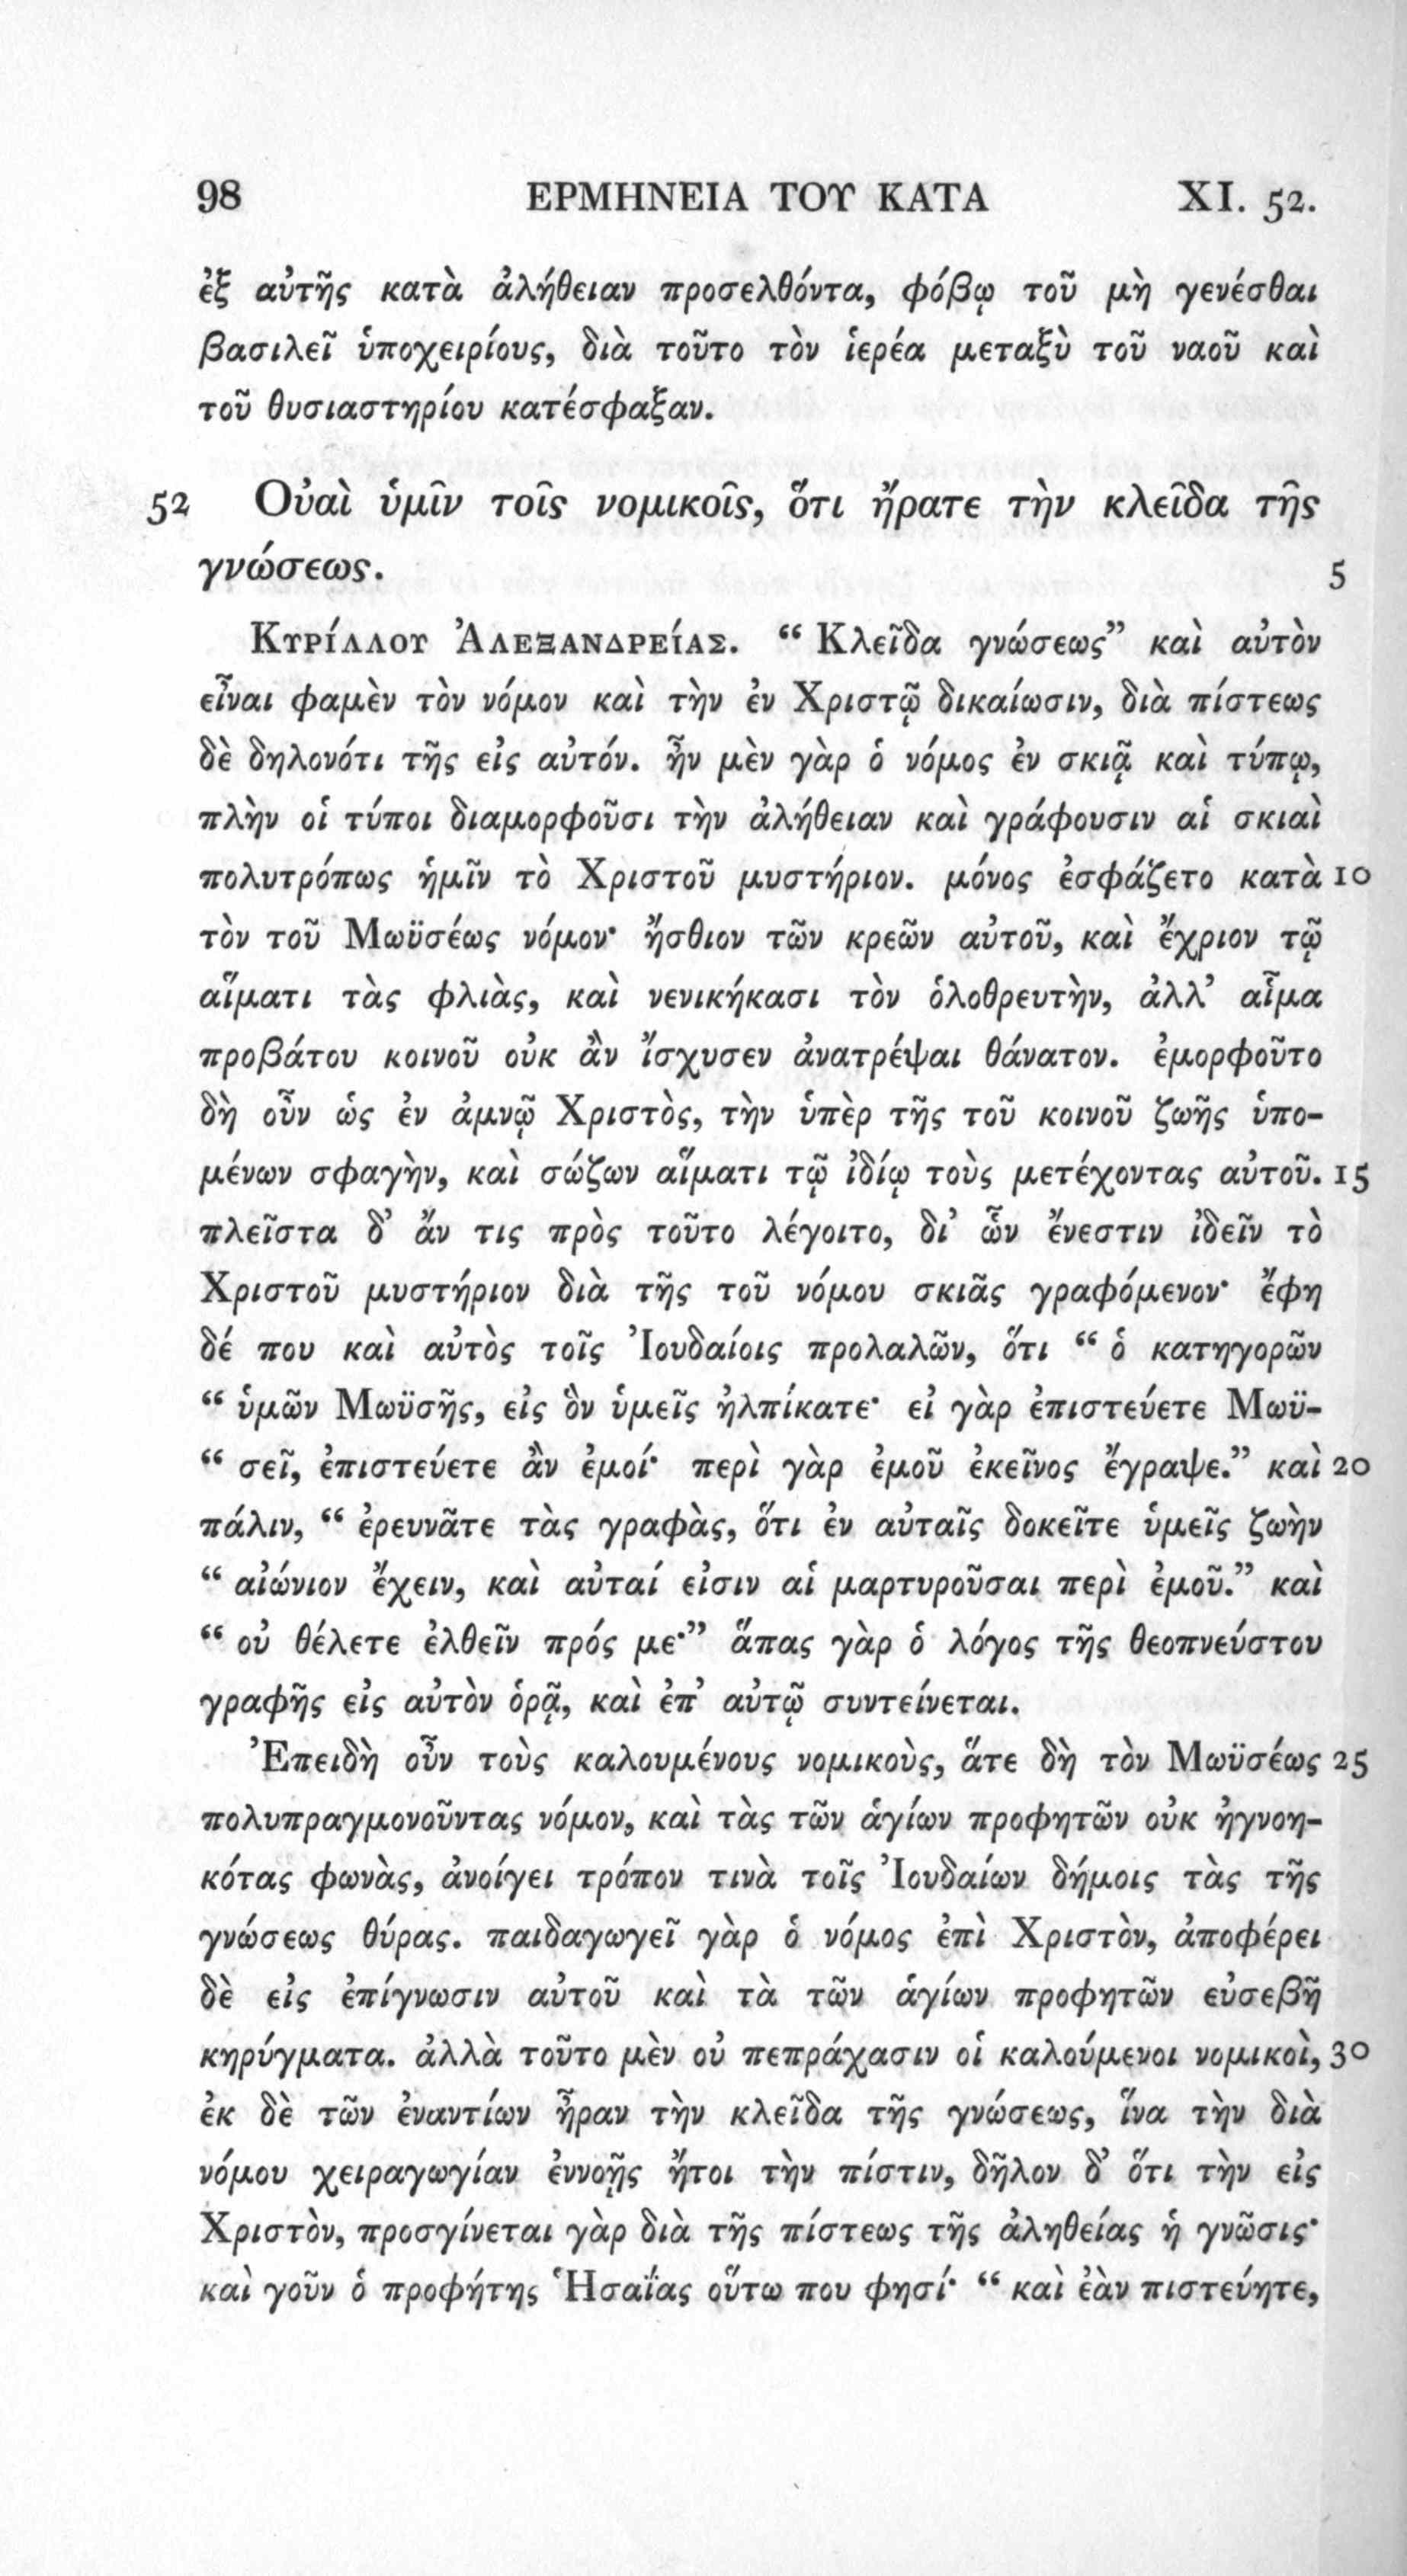 98 ΕΡΜΗΝΕΙΑ ΤΟΥ ΚΑΤΑ XI. 52.
ἐξ αὐτῆς κατὰ ἀλήθειαν προσελθόντα, φόβῳ τοῦ μὴ γενέσθαι
βασιλεῖ ὑποχειρίους, διὰ τοῦτο τὸν ἱερέα μεταξὺ τοῦ ναοῦ καὶ
τοῦ θυσιαστηρίου κατέσφαξαν.
52 Οὐαὶ ὑμῖν τοῖς νομικοῖς, ὅτι ἤρατε τὴν κλεῖδα τῆς
γνώσεως. 5
Κυρίλλου Ἀλεξανδρείας. “ Κλεῖδα γνώσεως” καὶ αὐτὸν
εἶναι φαμὲν τὸν νόμον καὶ τὴν ἐν Χριστῷ δικαίωσιν, διὰ πίστεως
δὲ δηλονότι τῆς εἰς αὐτόν. ἦν μὲν γὰρ ὁ νόμος ἐν σκιᾷ καὶ τύπῳ,
πλὴν οἱ τύποι διαμορφοῦσι τὴν ἀλήθειαν καὶ γράφουσιν αἱ σκιαὶ
πολυτρόπως ἡμῖν τὸ Χριστοῦ μυστήριον. μόνος ἐσφάζετο κατὰ 10
τὸν τοῦ Μωϋσέως νόμον· ἤσθιον τῶν κρεῶν αὐτοῦ, καὶ ἔχριον τῷ
αἵματι τὰς φλιὰς, καὶ νενικήκασι τὸν ὁλοθρευτὴν, ἀλλ’ αἷμα
προβάτου κοινοῦ οὐκ ἂν ἴσχυσεν ἀνατρέψαι θάνατον. ἐμορφοῦτο
δὴ οὖν ὡς ἐν ἀμνῷ Χριστὸς, τὴν ὑπὲρ τῆς τοῦ κοινοῦ ζωῆς ὑπο-
μένων σφαγὴν, καὶ σώζων αἵματι τῷ ἰδίῳ τοὺς μετέχοντας αὐτοῦ. 15
πλεῖστα δ’ ἄν τις πρὸς τοῦτο λέγοιτο, δι’ ὧν ἔνεστιν ἰδεῖν τὸ
Χριστοῦ μυστήριον διὰ τῆς τοῦ νόμου σκιᾶς γραφόμενον· ἔφη
δέ που καὶ αὐτὸς τοῖς Ἰουδαίοις προλαλῶν, ὅτι “ ὁ κατηγορῶν
“ ὑμῶν Μωϋσῆς, εἰς ὃν ὑμεῖς ἠλπίκατε· εἰ γὰρ ἐπιστεύετε Μωϋ-
“ σεῖ, ἐπιστεύετε ἂν ἐμοί· περὶ γὰρ ἐμοῦ ἐκεῖνος ἔγραψε.” καὶ 20
πάλιν, “ ἐρευνᾶτε τὰς γραφὰς, ὅτι ἐν αὐταῖς δοκεῖτε ὑμεῖς ζωὴν
“ αἰώνιον ἔχειν, καὶ αὐταί εἰσιν αἱ μαρτυροῦσαι περὶ ἐμοῦ.” καὶ
“ οὐ θέλετε ἐλθεῖν πρός με·” ἅπας γὰρ ὁ λόγος τῆς θεοπνεύστου
γραφῆς εἰς αὐτὸν ὁρᾷ, καὶ ἐπ’ αὐτῷ συντείνεται.
Ἐπειδὴ οὖν τοὺς καλουμένους νομικοὺς, ἅτε δὴ τὸν Μωϋσέως 25
πολυπραγμονοῦντας νόμον, καὶ τὰς τῶν ἁγίων προφητῶν οὐκ ἠγνοη-
κότας φωνὰς, ἀνοίγει τρόπον τινὰ τοῖς Ἰουδαίων δήμοις τὰς τῆς
γνώσεως θύρας. παιδαγωγεῖ γὰρ ὁ νόμος ἐπὶ Χριστὸν, ἀποφέρει
δὲ εἰς ἐπίγνωσιν αὐτοῦ καὶ τὰ τῶν ἁγίων προφητῶν εὐσεβῆ
κηρύγματα. ἀλλὰ τοῦτο μὲν οὐ πεπράχασιν οἱ καλούμενοι νομικοὶ, 30
ἐκ δὲ τῶν ἐναντίων ἦραν τὴν κλεῖδα τῆς γνώσεως, ἵνα τὴν διὰ
νόμου χειραγωγίαν ἐννοῇς ἤτοι τὴν πίστιν, δῆλον δ’ ὅτι τὴν εἰς
Χριστὸν, προσγίνεται γὰρ διὰ τῆς πίστεως τῆς ἀληθείας ἡ γνῶσις·
καὶ γοῦν ὁ προφήτης Ἡσαΐας οὕτω που φησί· “ καὶ ἐὰν πιστεύητε,